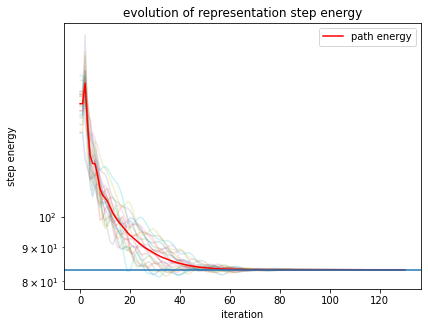 evolution of representation step energy
path energy
step energy
10²
9 × 10¹
8 × 10¹
0 20 40 60 80 100 120
iteration